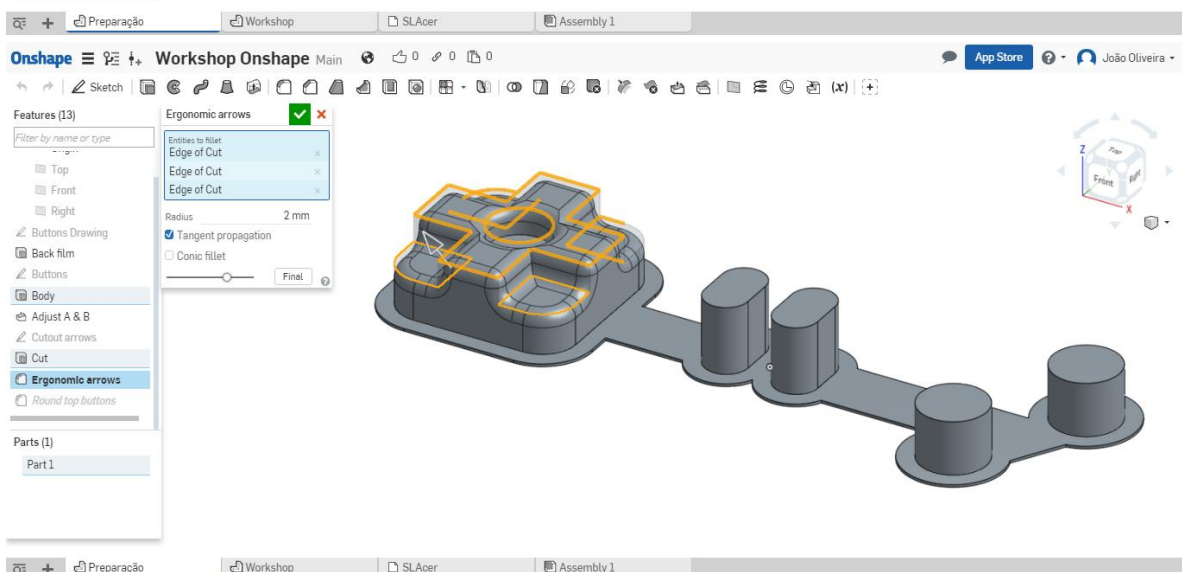 Preparação Workshop SLAcer Assembly 1
Onshape Workshop Onshape Main 0 0 0 App Store João Oliveira
Sketch (x)
Features (13)
Filter by name or type
Top
Front
Right
Buttons Drawing
Back film
Buttons
Body
Adjust A & B
Cutout arrows
Cut
Ergonomic arrows
Round top buttons
Parts (1)
Part 1
Ergonomic arrows
Entities to fillet
Edge of Cut
Edge of Cut
Edge of Cut
Radius 2 mm
Tangent propagation
Conic fillet
Final
Z
Top
Front Right
X
Preparação Workshop SLAcer Assembly 1